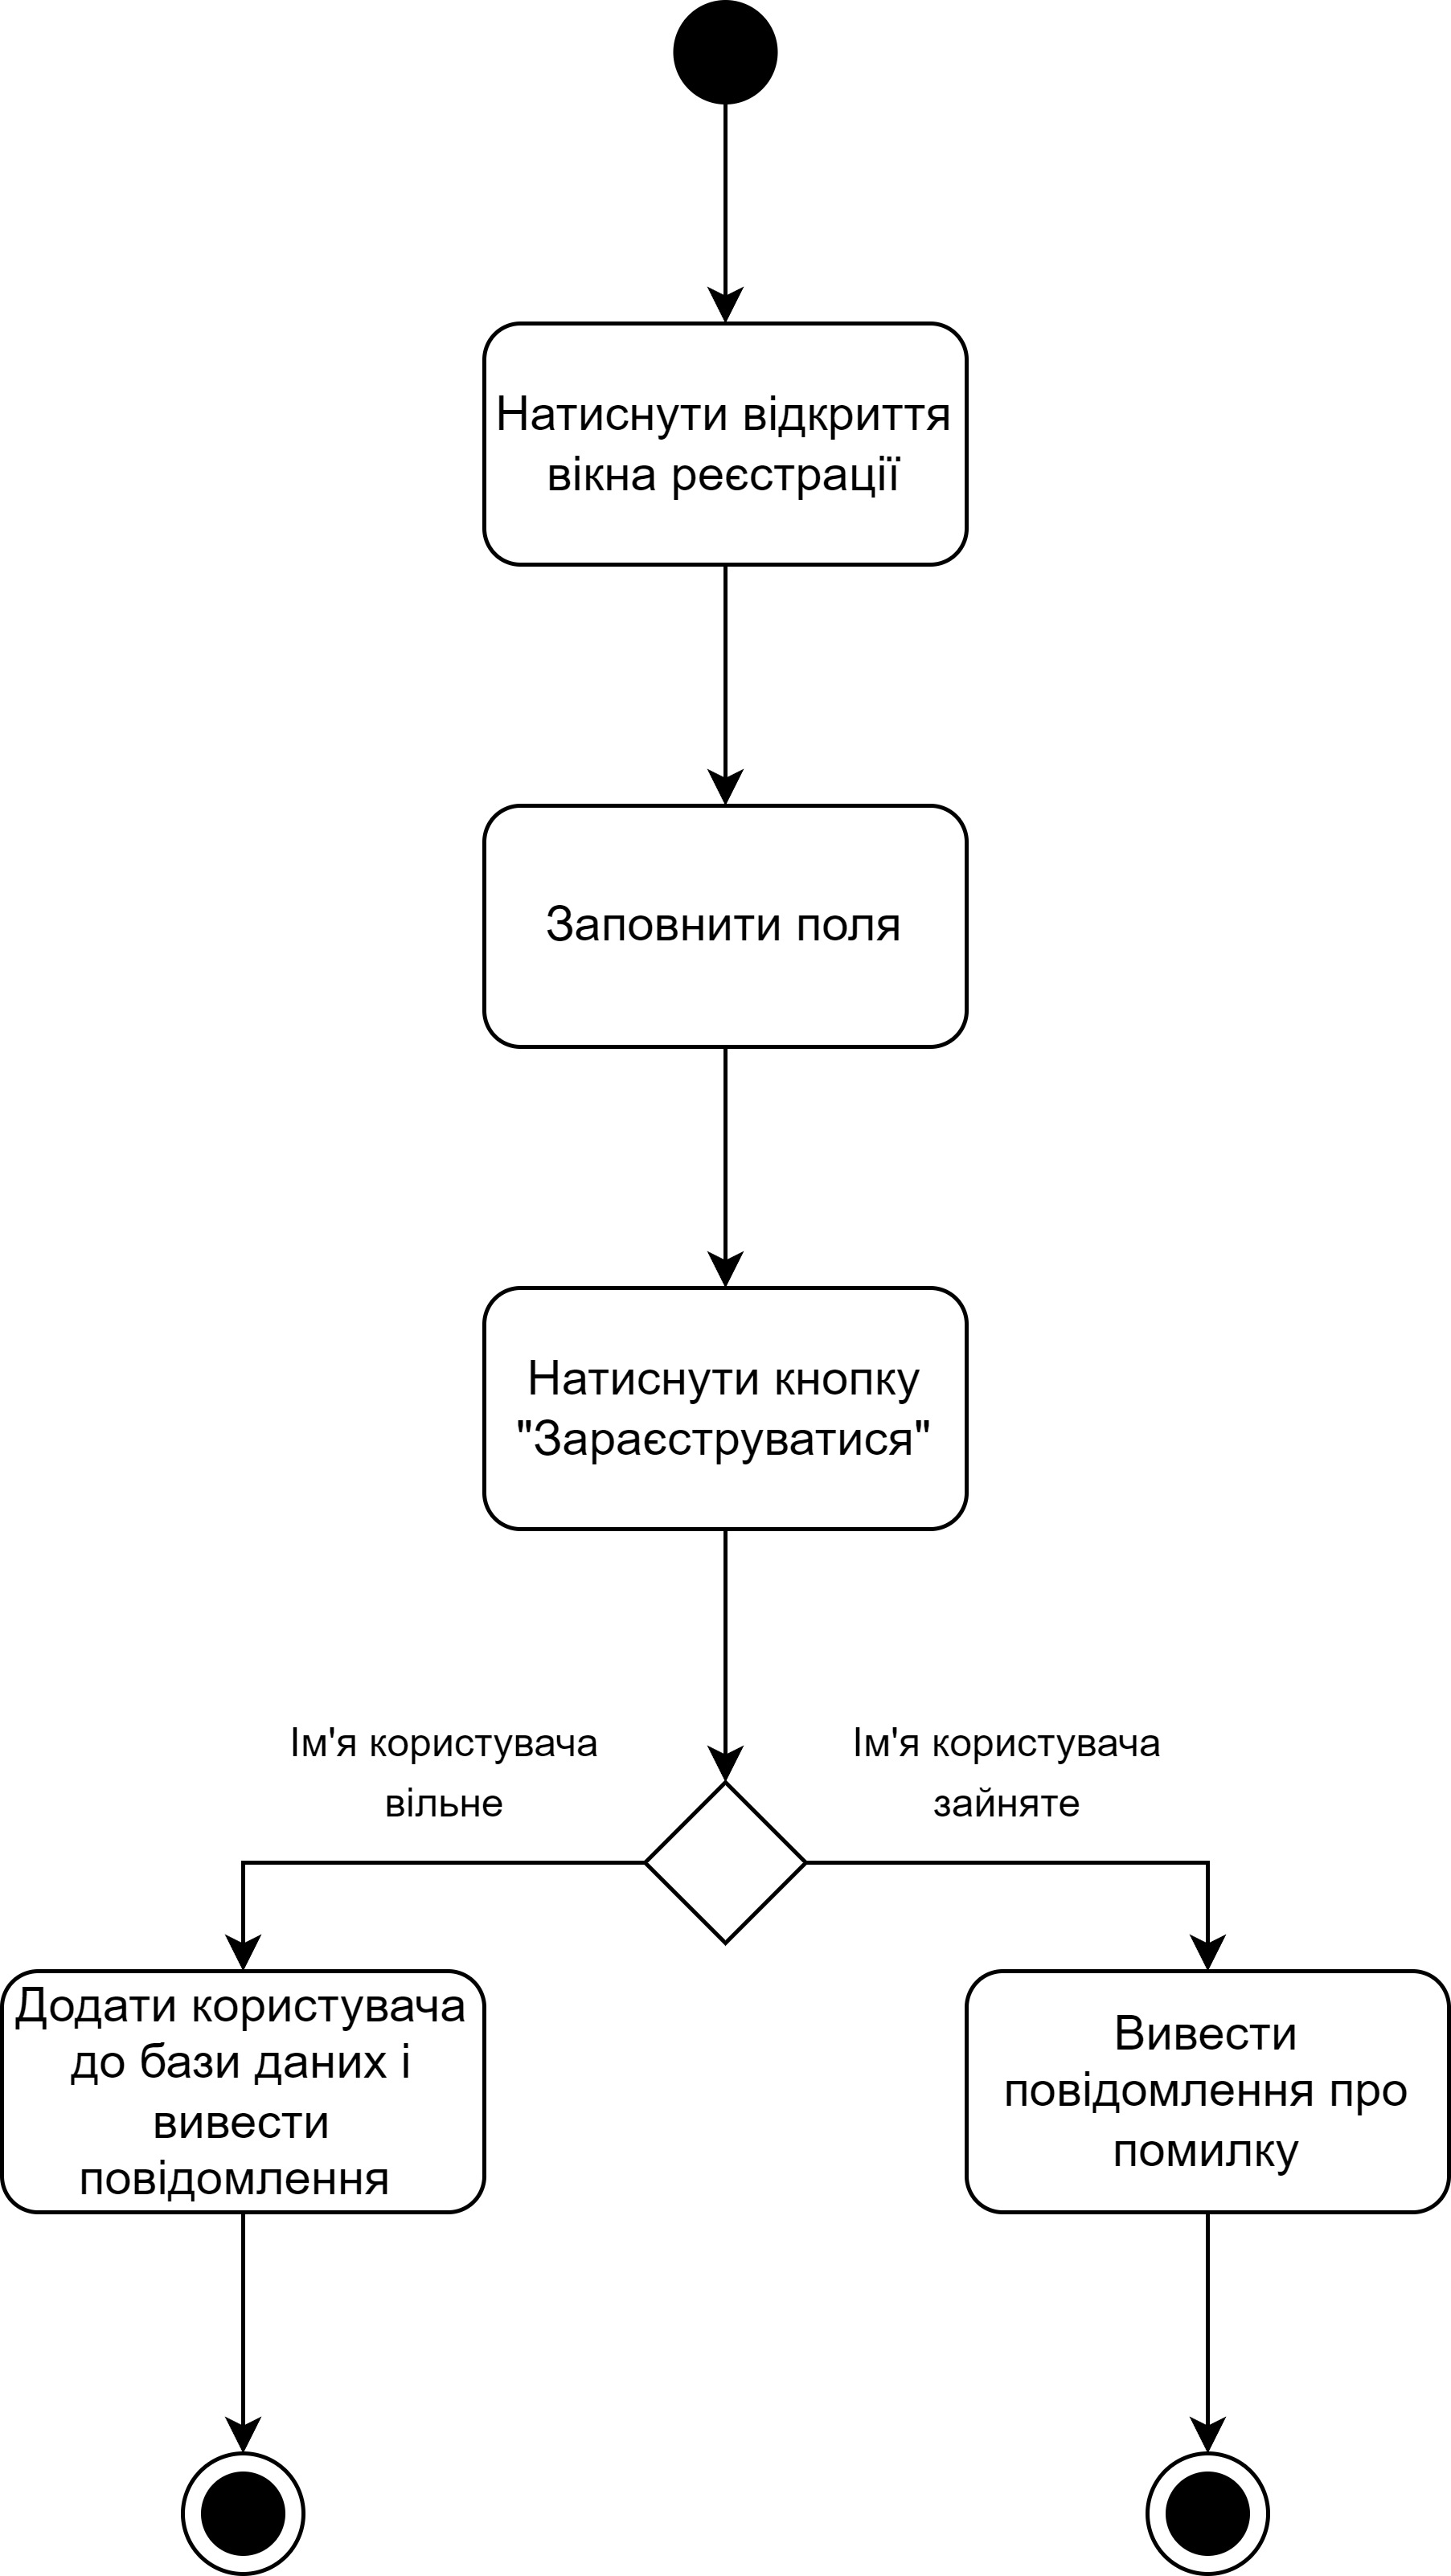 Натиснути відкриття
вікна реєстрації
Заповнити поля
Натиснути кнопку
"Зараєструватися"
Ім'я користувача
вільне
Ім'я користувача
зайняте
Додати користувача
до бази даних і
вивести
повідомлення
Вивести
повідомлення про
помилку